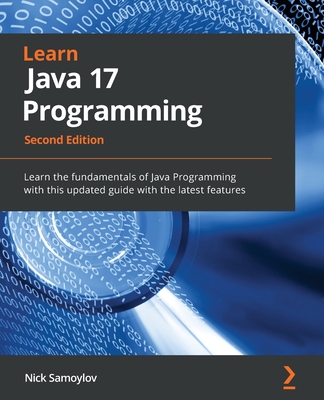 Learn
Java 17
Programming
Second Edition
Learn the fundamentals of Java Programming
with this updated guide with the latest features
Nick Samoylov